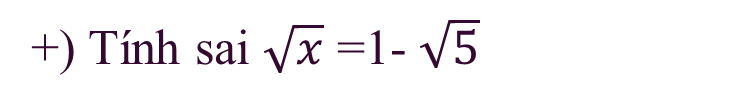 +) Tính sai √x =1- √5